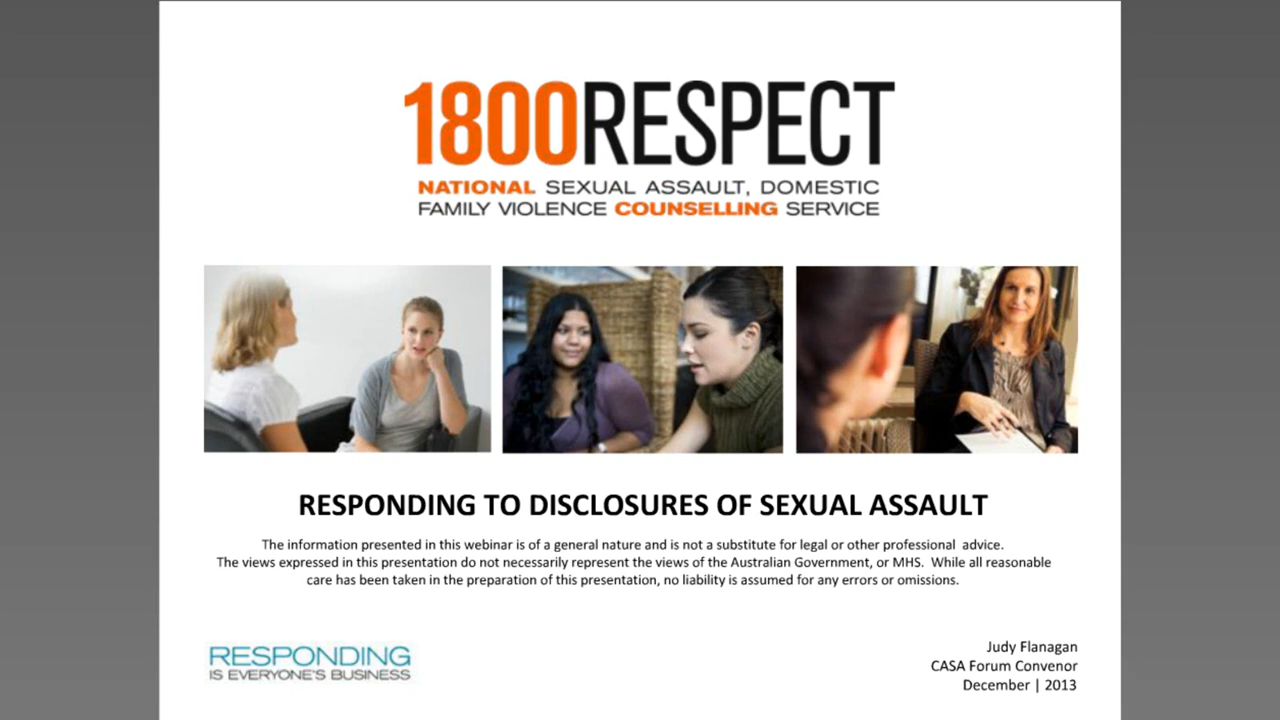 1800RESPECT
NATIONAL SEXUAL ASSAULT, DOMESTIC
FAMILY VIOLENCE COUNSELLING SERVICE
RESPONDING TO DISCLOSURES OF SEXUAL ASSAULT
The information presented in this webinar is of a general nature and is not a substitute for legal or other professional advice.
The views expressed in this presentation do not necessarily represent the views of the Australian Government, or MHS. While all reasonable
care has been taken in the preparation of this presentation, no liability is assumed for any errors or omissions.
RESPONDING
IS EVERYONE'S BUSINESS
Judy Flanagan
CASA Forum Convenor
December | 2013